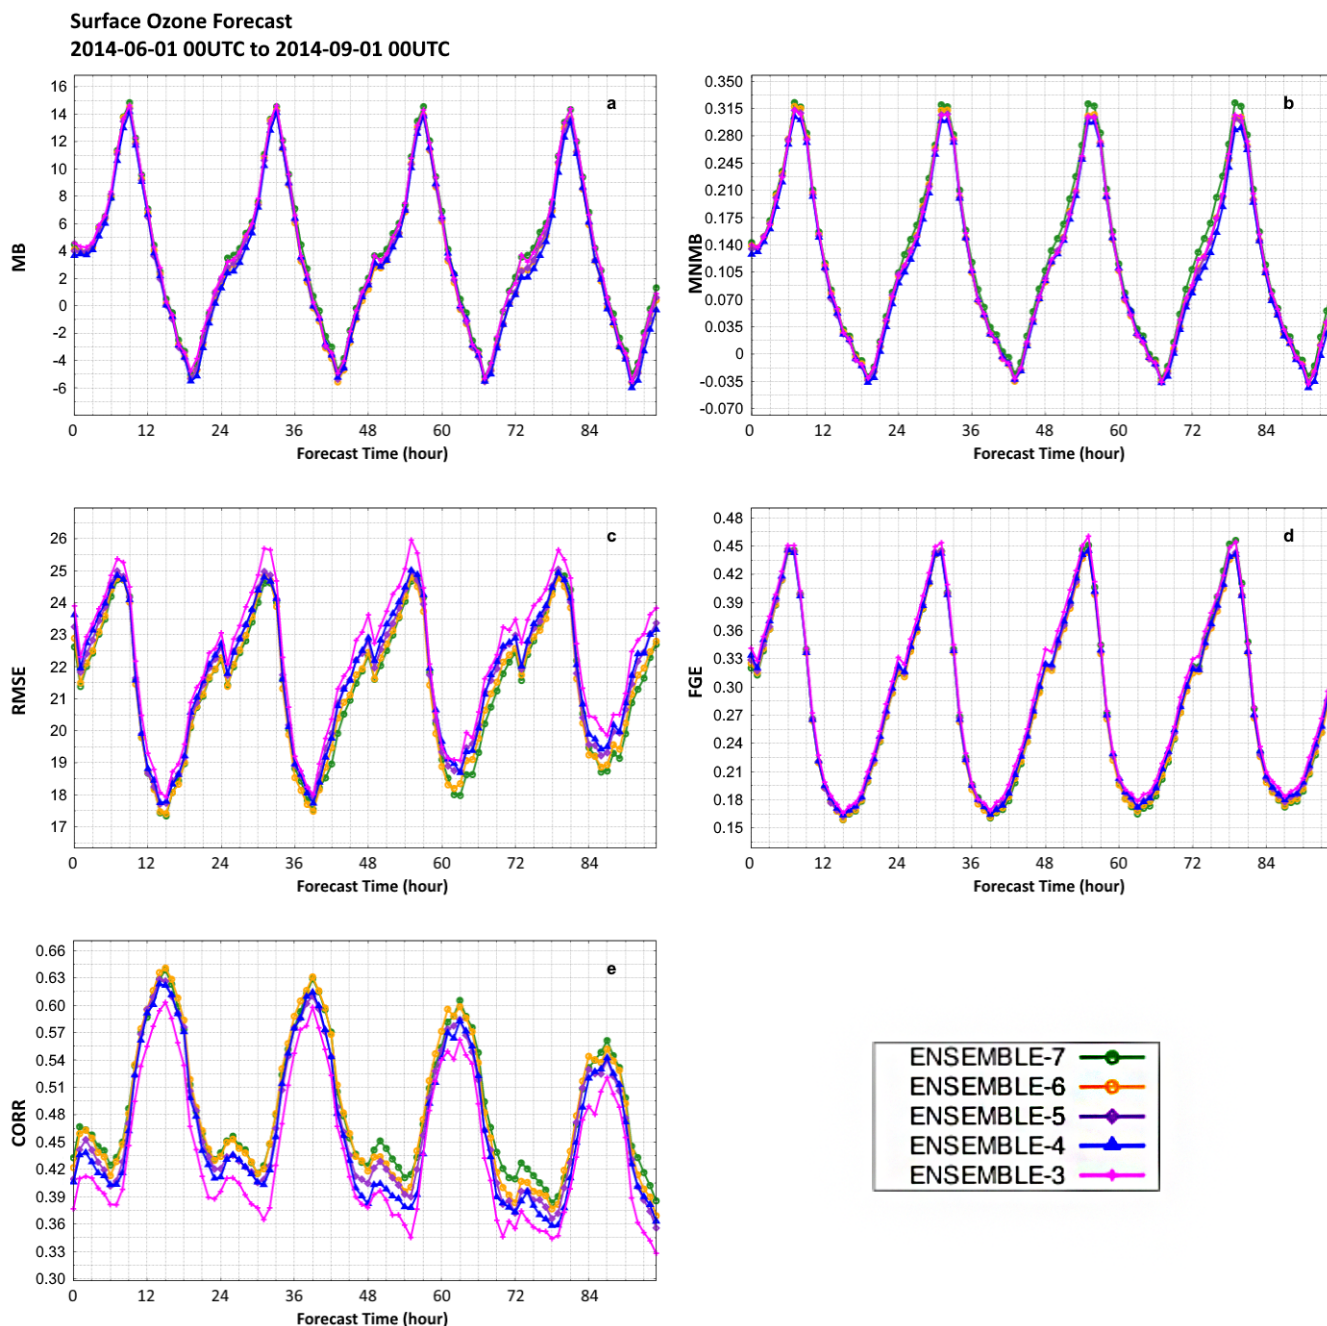 Surface Ozone Forecast
2014-06-01 00UTC to 2014-09-01 00UTC
a
MB
16
14
12
10
8
6
4
2
0
-2
-4
-6
0 12 24 36 48 60 72 84
Forecast Time (hour)
b
MNMB
0.350
0.315
0.280
0.245
0.210
0.175
0.140
0.105
0.070
0.035
0
-0.035
-0.070
0 12 24 36 48 60 72 84
Forecast Time (hour)
c
RMSE
26
25
24
23
22
21
20
19
18
17
0 12 24 36 48 60 72 84
Forecast Time (hour)
d
FGE
0.48
0.45
0.42
0.39
0.36
0.33
0.30
0.27
0.24
0.21
0.18
0.15
0 12 24 36 48 60 72 84
Forecast Time (hour)
e
CORR
0.66
0.63
0.60
0.57
0.54
0.51
0.48
0.45
0.42
0.39
0.36
0.33
0.30
0 12 24 36 48 60 72 84
Forecast Time (hour)
ENSEMBLE-7
ENSEMBLE-6
ENSEMBLE-5
ENSEMBLE-4
ENSEMBLE-3